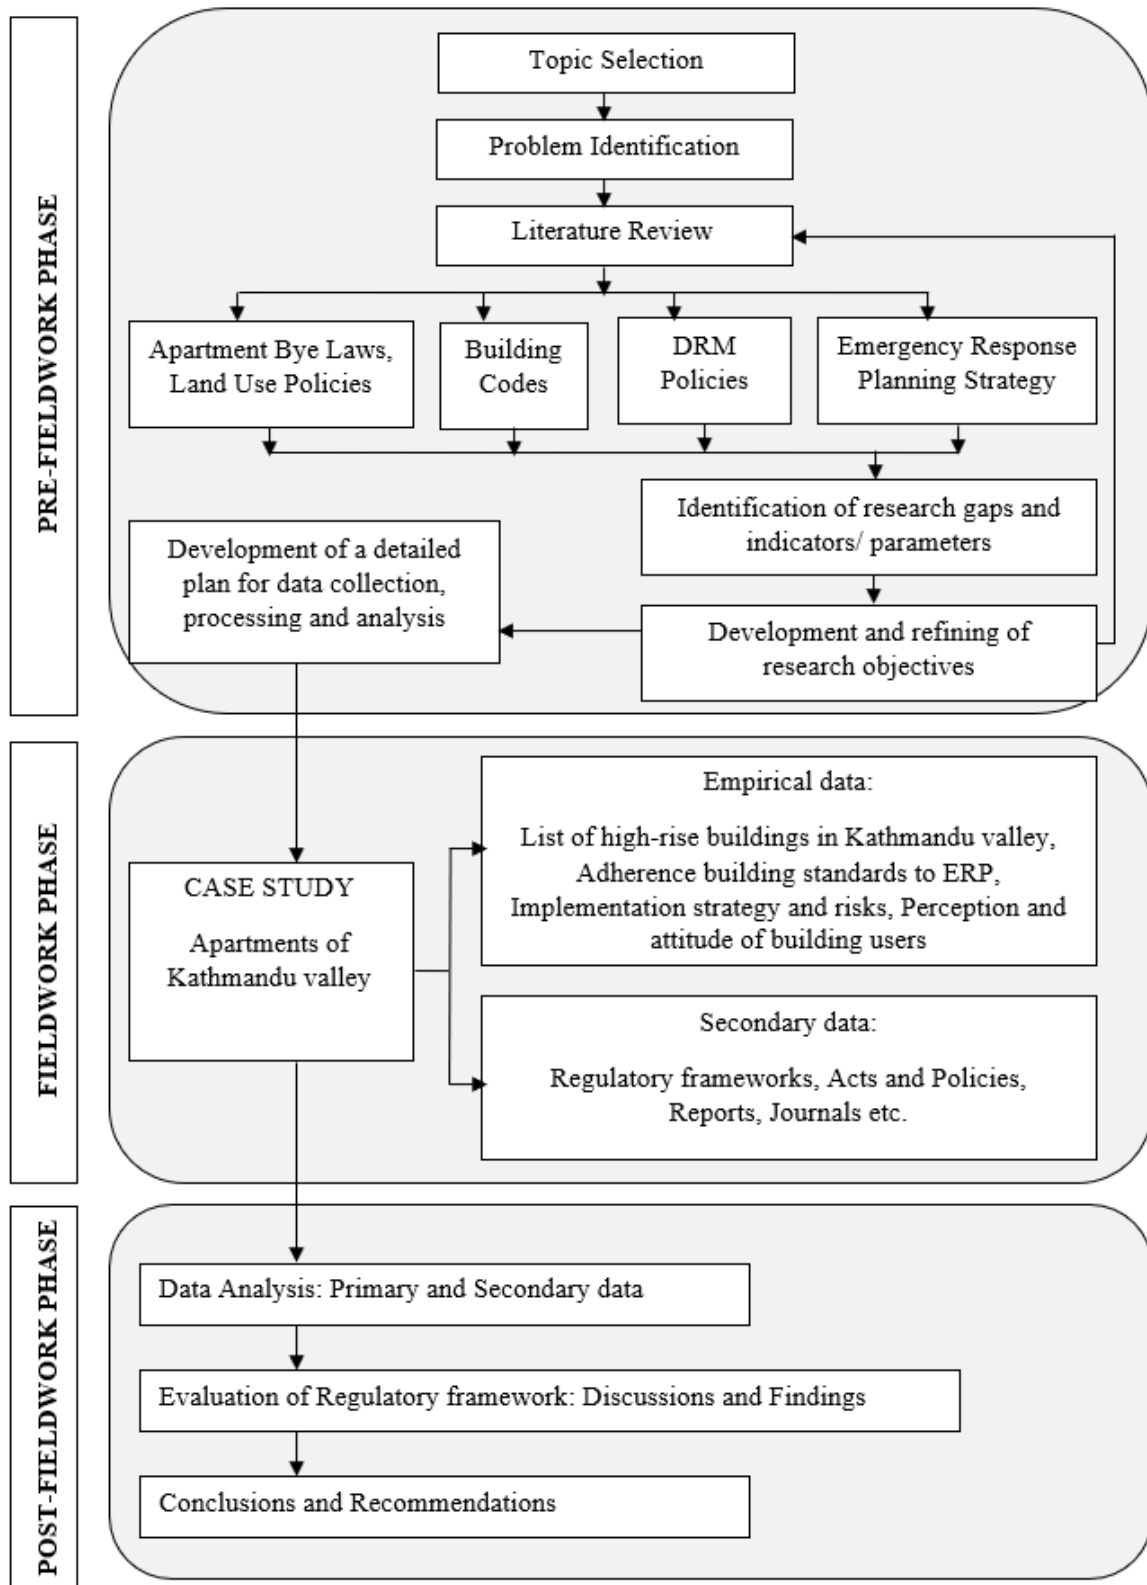 PRE-FIELDWORK PHASE
Topic Selection
Problem Identification
Literature Review
Apartment Bye Laws,
Land Use Policies
Building
Codes
DRM
Policies
Emergency Response
Planning Strategy
Identification of research gaps and
indicators/ parameters
Development and refining of
research objectives
Development of a detailed
plan for data collection,
processing and analysis
FIELDWORK PHASE
CASE STUDY
Apartments of
Kathmandu valley
Empirical data:
List of high-rise buildings in Kathmandu valley,
Adherence building standards to ERP,
Implementation strategy and risks, Perception and
attitude of building users
Secondary data:
Regulatory frameworks, Acts and Policies,
Reports, Journals etc.
POST-FIELDWORK PHASE
Data Analysis: Primary and Secondary data
Evaluation of Regulatory framework: Discussions and Findings
Conclusions and Recommendations